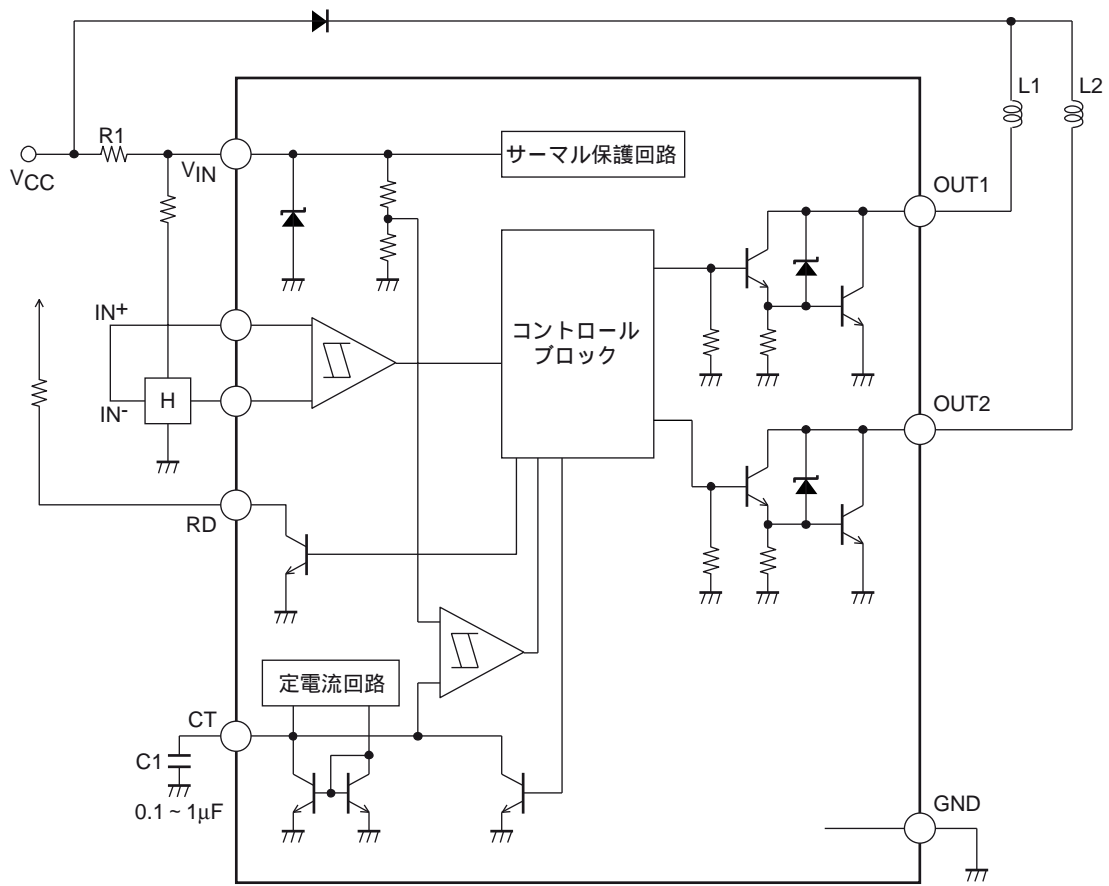 L1
L2
R1
VCC
VIN
サーマル保護回路
OUT1
IN+
コントロール
ブロック
H
IN-
OUT2
RD
定電流回路
CT
C1
0.1 ~ 1μF
GND